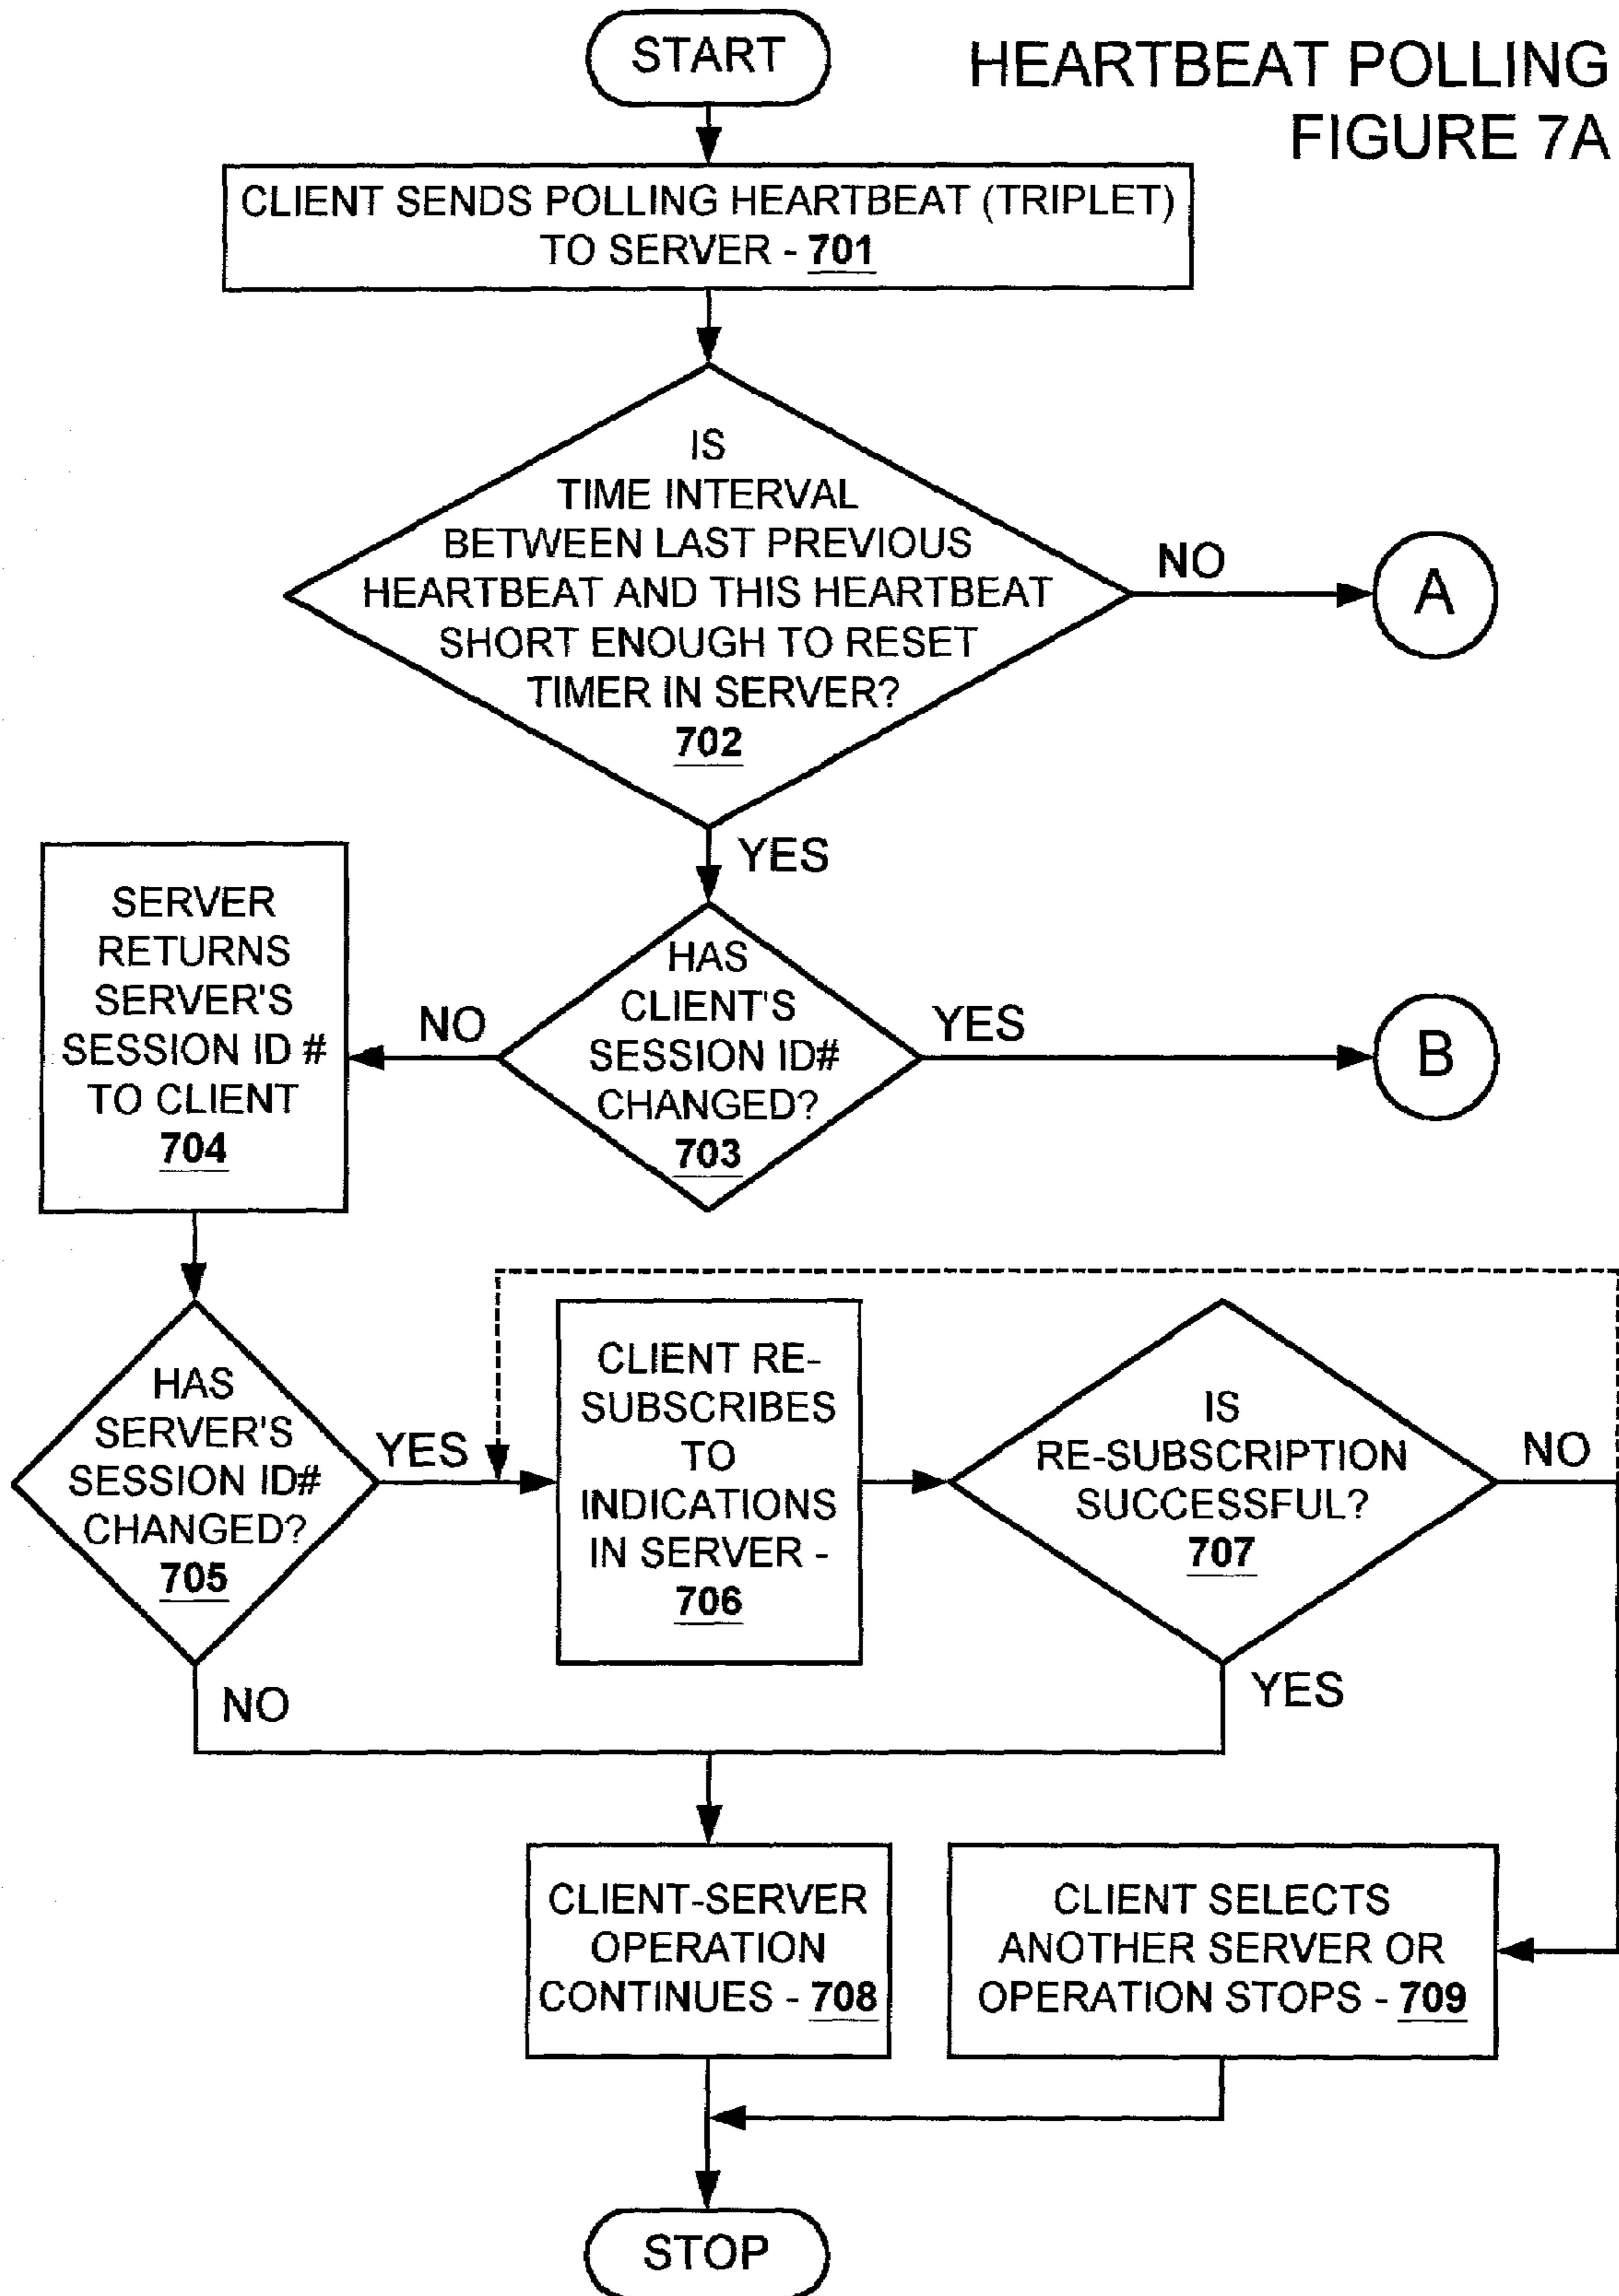 START
HEARTBEAT POLLING
FIGURE 7A
CLIENT SENDS POLLING HEARTBEAT (TRIPLET)
TO SERVER - 701
IS
TIME INTERVAL
BETWEEN LAST PREVIOUS
HEARTBEAT AND THIS HEARTBEAT
SHORT ENOUGH TO RESET
TIMER IN SERVER?
702
NO
A
YES
HAS
CLIENT'S
SESSION ID#
CHANGED?
703
YES
B
NO
SERVER
RETURNS
SERVER'S
SESSION ID #
TO CLIENT
704
HAS
SERVER'S
SESSION ID#
CHANGED?
705
YES
CLIENT RE-
SUBSCRIBES
TO
INDICATIONS
IN SERVER -
706
IS
RE-SUBSCRIPTION
SUCCESSFUL?
707
NO
NO
YES
CLIENT-SERVER
OPERATION
CONTINUES - 708
CLIENT SELECTS
ANOTHER SERVER OR
OPERATION STOPS - 709
STOP